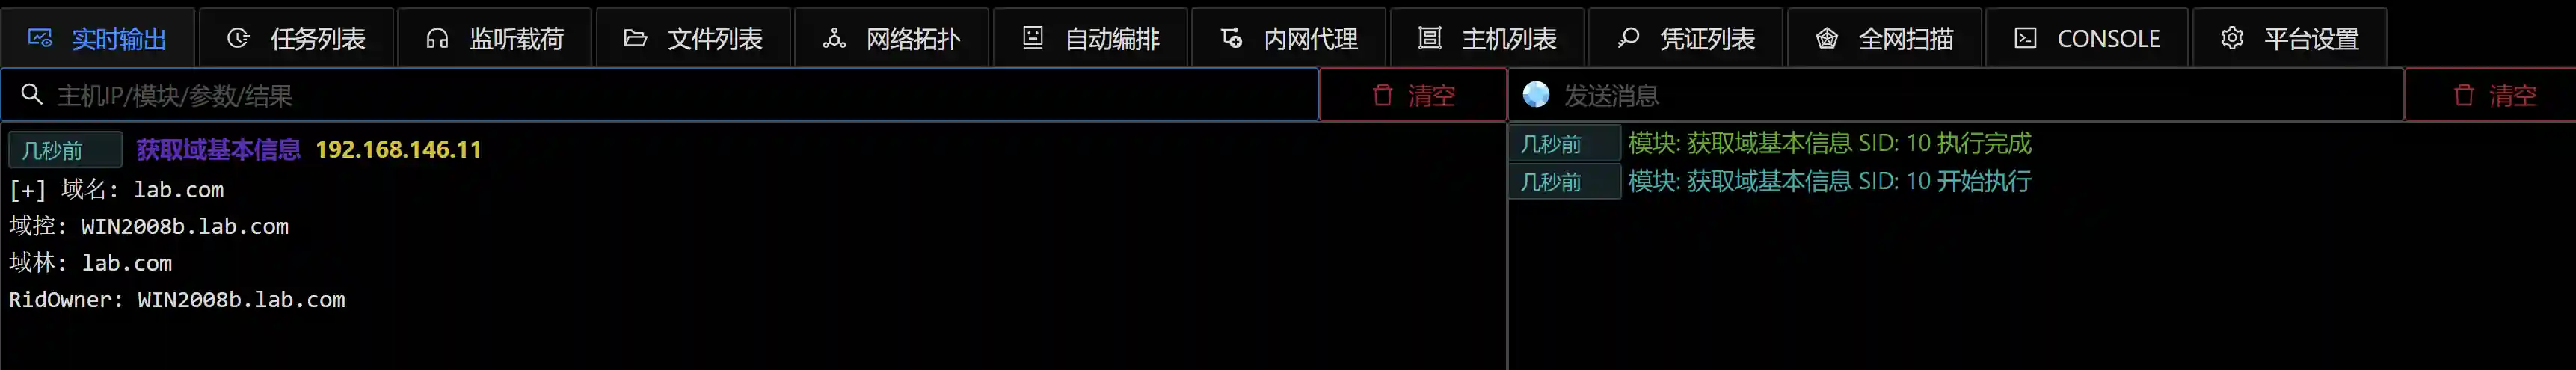 实时输出 任务列表 监听载荷 文件列表 网络拓扑 自动编排 内网代理 主机列表 凭证列表 全网扫描 CONSOLE 平台设置
主机IP/模块/参数/结果 清空 发送消息 清空
几秒前 获取域基本信息 192.168.146.11
[+] 域名: lab.com
域控: WIN2008b.lab.com
域林: lab.com
RidOwner: WIN2008b.lab.com
几秒前 模块: 获取域基本信息 SID: 10 执行完成
几秒前 模块: 获取域基本信息 SID: 10 开始执行